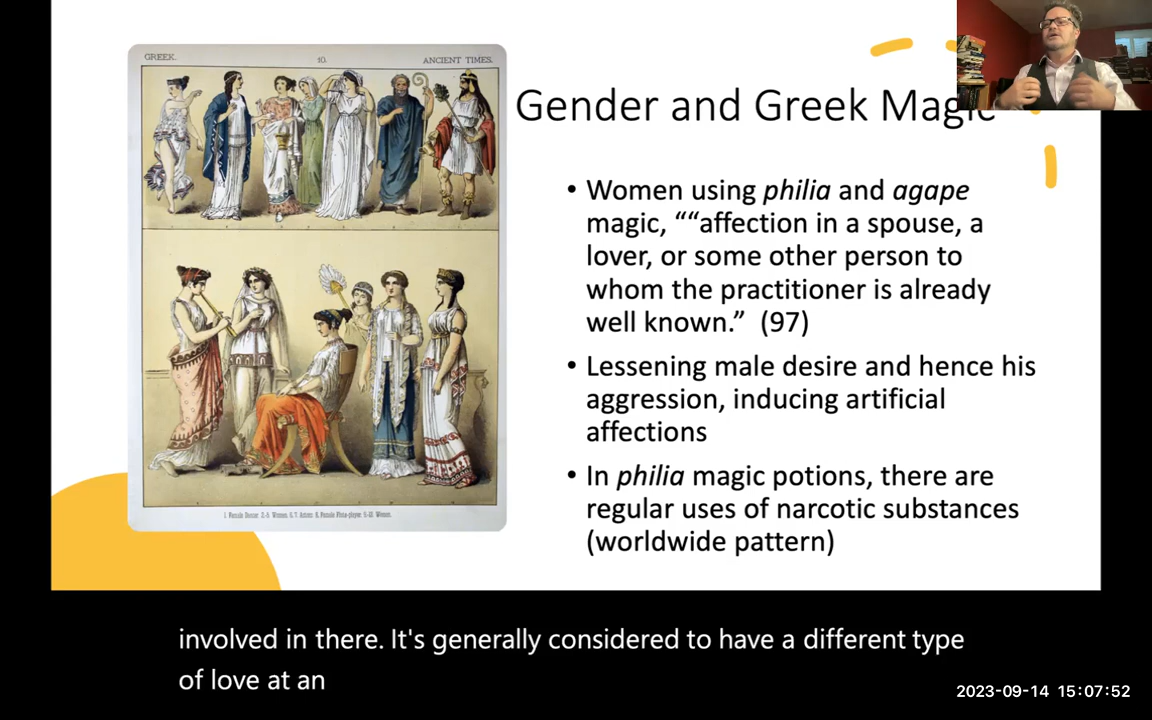 GREEK.
10.
ANCIENT TIMES.
Gender and Greek Magic
• Women using philia and agape
magic, ““affection in a spouse, a
lover, or some other person to
whom the practitioner is already
well known.” (97)
• Lessening male desire and hence his
aggression, inducing artificial
affections
• In philia magic potions, there are
regular uses of narcotic substances
(worldwide pattern)
involved in there. It's generally considered to have a different type
of love at an
2023-09-14 15:07:52